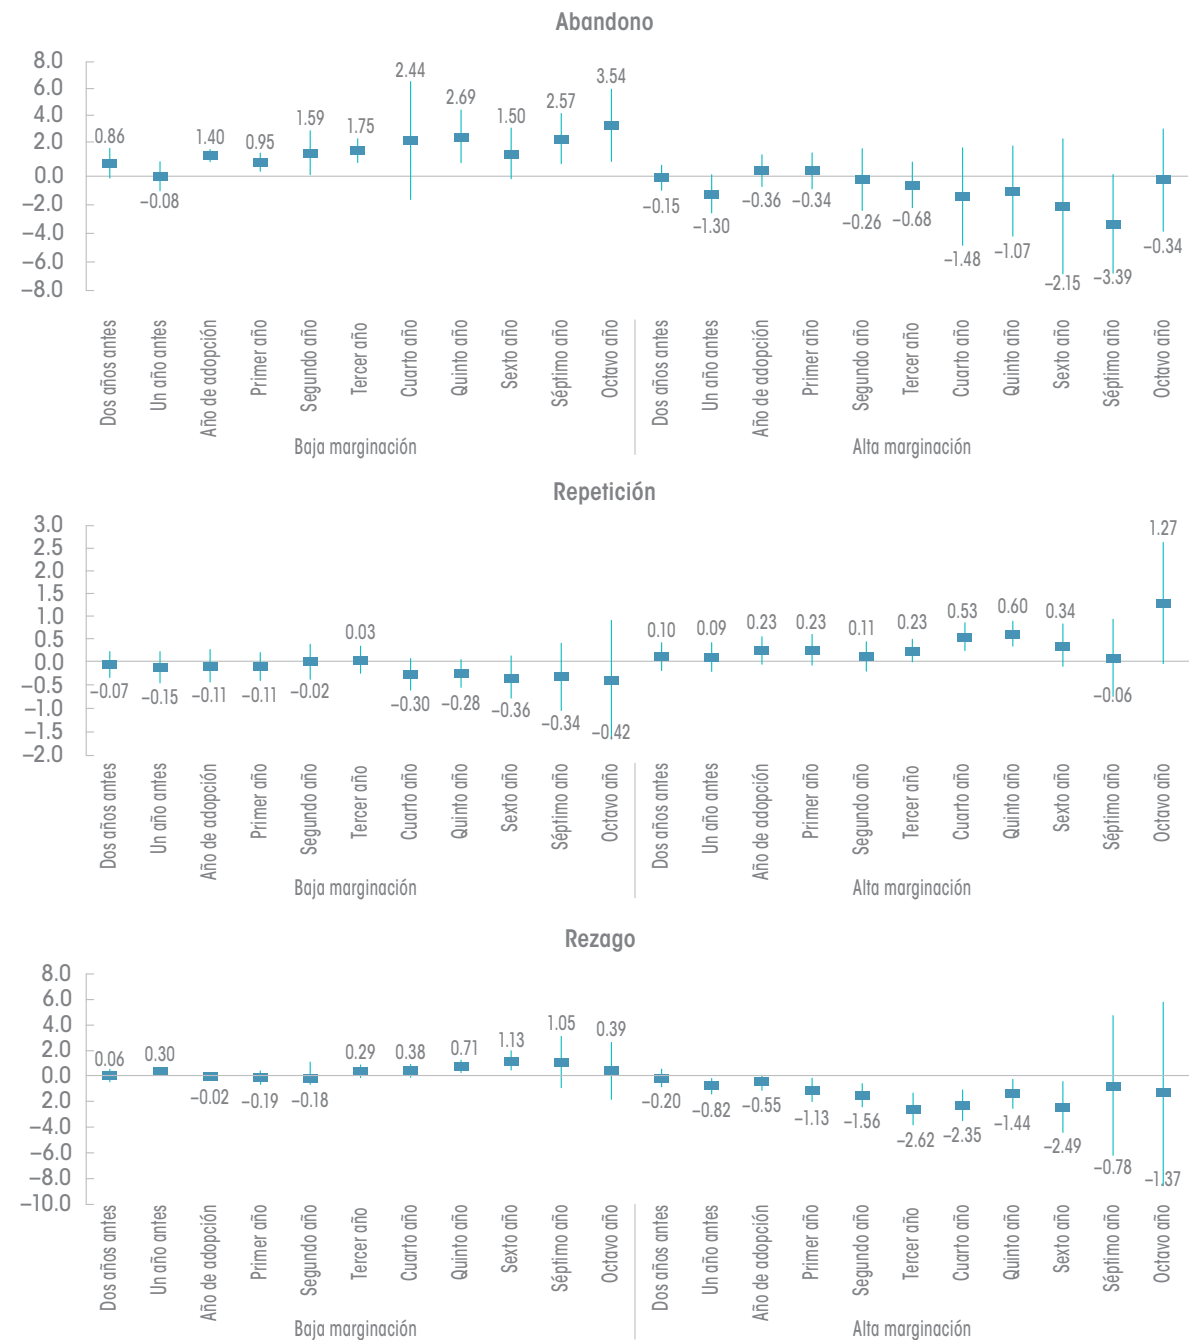 Abandono
8.0
6.0
4.0
2.0
0.0
−2.0
−4.0
−6.0
−8.0
0.86
−0.08
1.40
0.95
1.59
1.75
2.44
2.69
1.50
2.57
3.54
−0.15
−1.30
−0.36
−0.34
−0.26
−0.68
−1.48
−1.07
−2.15
−3.39
−0.34
Dos años antes
Un año antes
Año de adopción
Primer año
Segundo año
Tercer año
Cuarto año
Quinto año
Sexto año
Séptimo año
Octavo año
Dos años antes
Un año antes
Año de adopción
Primer año
Segundo año
Tercer año
Cuarto año
Quinto año
Sexto año
Séptimo año
Octavo año
Baja marginación
Alta marginación
Repetición
3.0
2.5
2.0
1.5
1.0
0.5
0.0
−0.5
−1.0
−1.5
−2.0
−0.07
−0.15
−0.11
−0.11
−0.02
0.03
−0.30
−0.28
−0.36
−0.34
−0.42
0.10
0.09
0.23
0.23
0.11
0.23
0.53
0.60
0.34
−0.06
1.27
Dos años antes
Un año antes
Año de adopción
Primer año
Segundo año
Tercer año
Cuarto año
Quinto año
Sexto año
Séptimo año
Octavo año
Dos años antes
Un año antes
Año de adopción
Primer año
Segundo año
Tercer año
Cuarto año
Quinto año
Sexto año
Séptimo año
Octavo año
Baja marginación
Alta marginación
Rezago
8.0
6.0
4.0
2.0
0.0
2.0
−4.0
−6.0
−8.0
−10.0
0.06
0.30
−0.02
−0.19
−0.18
0.29
0.38
0.71
1.13
1.05
0.39
−0.20
−0.82
−0.55
−1.13
−1.56
−2.62
−2.35
−1.44
−2.49
−0.78
−1.37
Dos años antes
Un año antes
Año de adopción
Primer año
Segundo año
Tercer año
Cuarto año
Quinto año
Sexto año
Séptimo año
Octavo año
Dos años antes
Un año antes
Año de adopción
Primer año
Segundo año
Tercer año
Cuarto año
Quinto año
Sexto año
Séptimo año
Octavo año
Baja marginación
Alta marginación